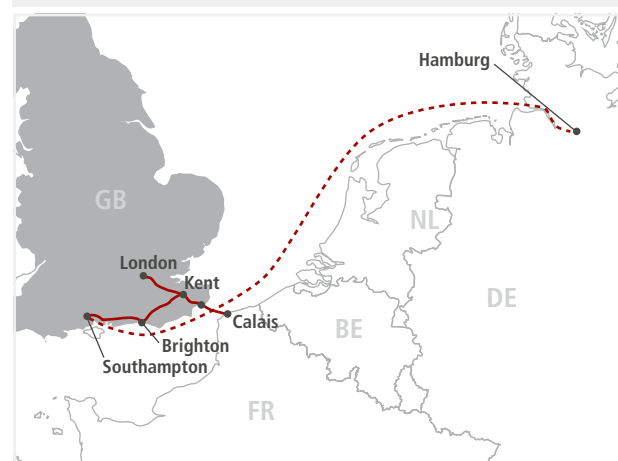 Hamburg
GB
NL
London
Kent
DE
Calais
BE
Brighton
Southampton
FR